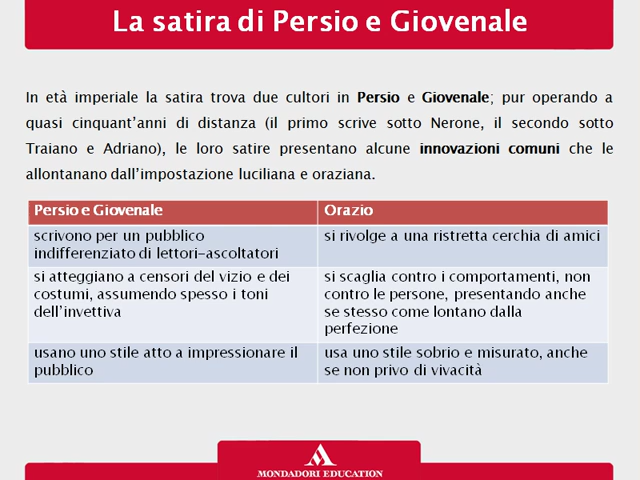 La satira di Persio e Giovenale
In età imperiale la satira trova due cultori in Persio e Giovenale; pur operando a
quasi cinquant'anni di distanza (il primo scrive sotto Nerone, il secondo sotto
Traiano e Adriano), le loro satire presentano alcune innovazioni comuni che le
allontanano dall'impostazione luciliana e oraziana.
Persio e Giovenale
Orazio
scrivono per un pubblico
indifferenziato di lettori-ascoltatori
si rivolge a una ristretta cerchia di amici
si atteggiano a censori del vizio e dei
costumi, assumendo spesso i toni
dell'invettiva
si scaglia contro i comportamenti, non
contro le persone, presentando anche
se stesso come lontano dalla
perfezione
usano uno stile atto a impressionare il
pubblico
usa uno stile sobrio e misurato, anche
se non privo di vivacità
MONDADORI EDUCATION